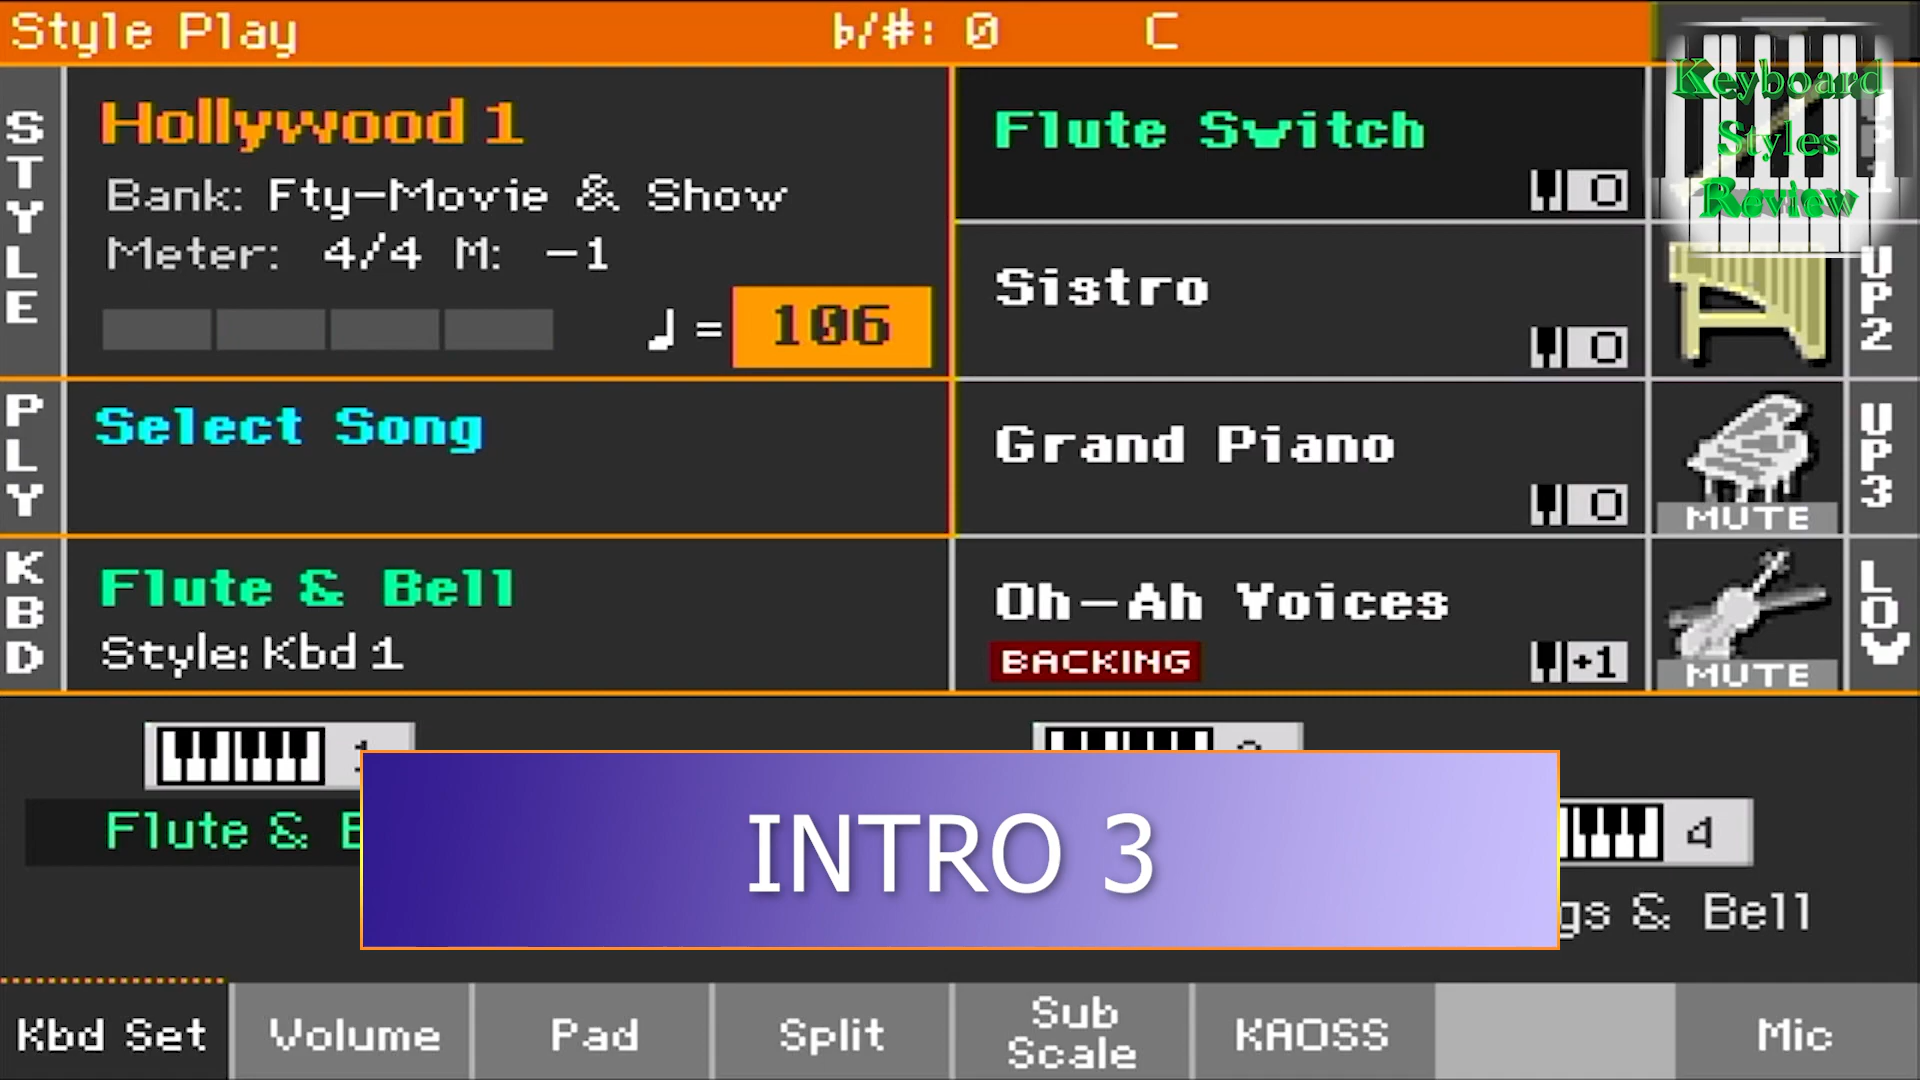 Style Play ♭/#: 0 C
Keyboard
Styles
Review
STYLE
Hollywood 1
Bank: Fty-Movie & Show
Meter: 4/4 M: -1
♩ = 106
Flute Switch
0
Sistro
0
UP2
PLY
Select Song
Grand Piano
0
MUTE
UP3
KBD
Flute & Bell
Style: Kbd 1
Oh-Ah Voices
BACKING
+1
MUTE
LOW
1
Flute &
INTRO 3
4
gs & Bell
Kbd Set
Volume
Pad
Split
Sub
Scale
KAOSS
Mic